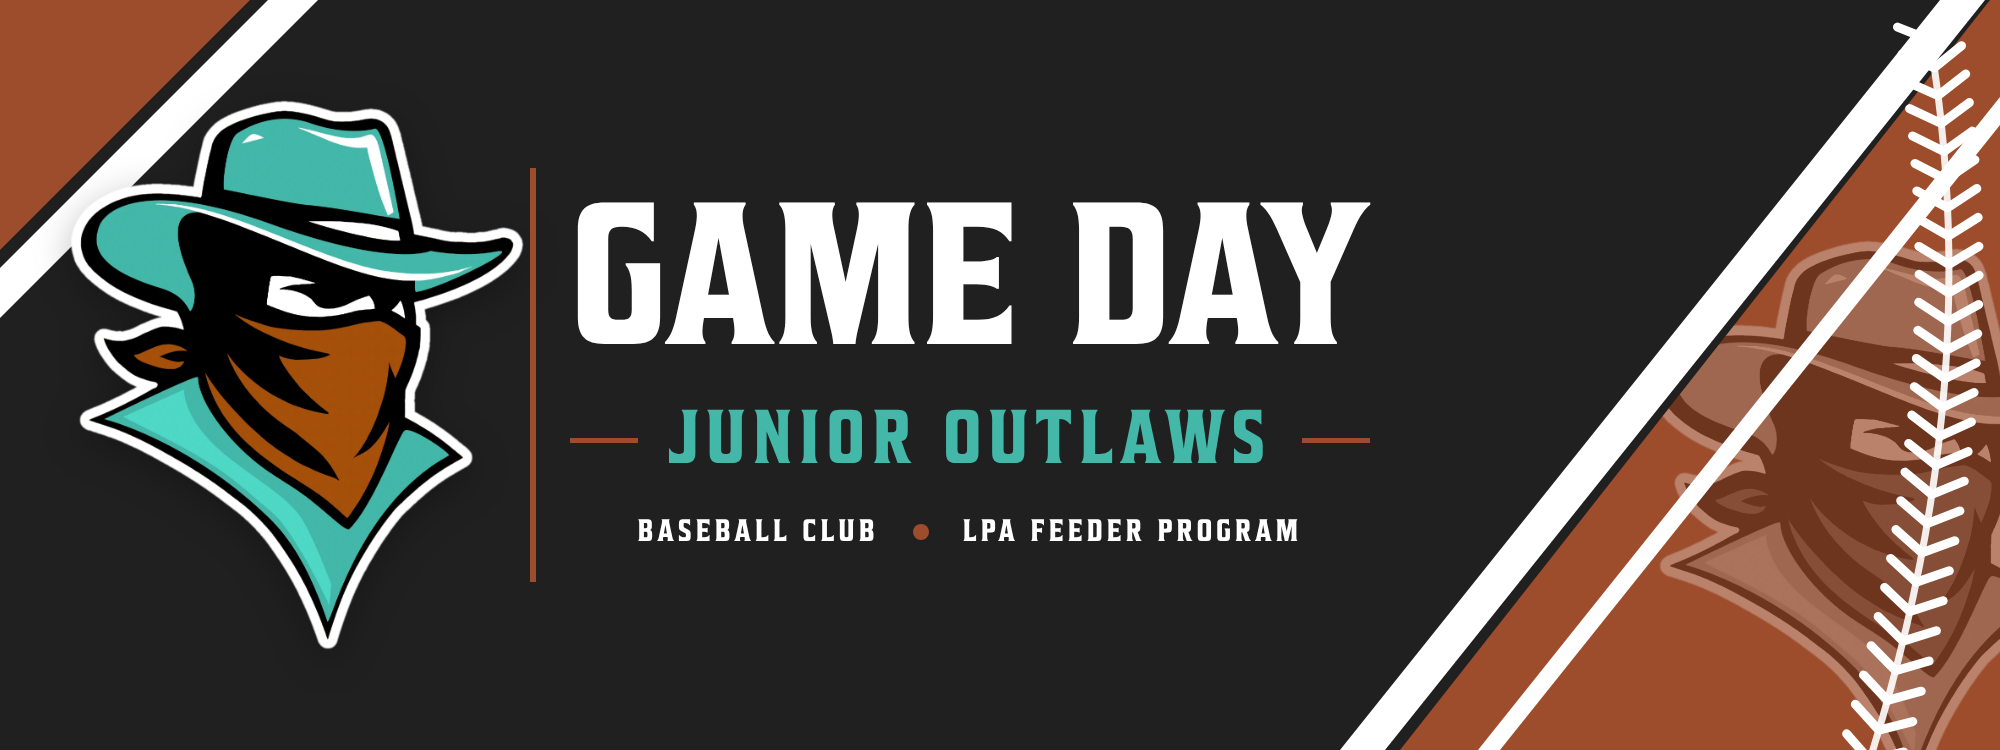 GAME DAY
JUNIOR OUTLAWS
BASEBALL CLUB • LPA FEEDER PROGRAM